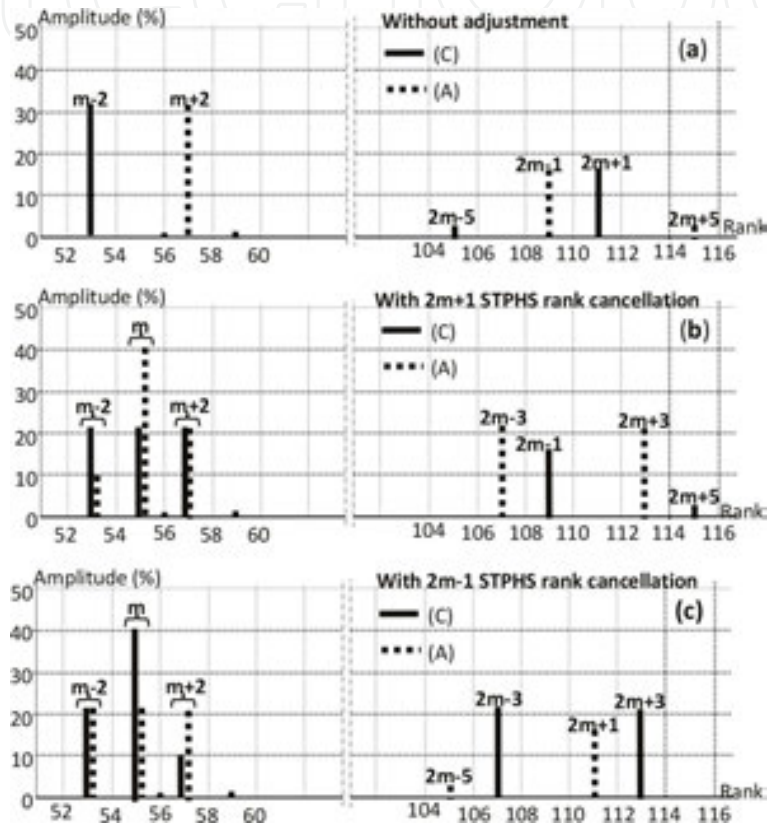 Amplitude (%)
Without adjustment
(a)
50
40
30
20
10
0
(C)
(A)
m-2
m+2
2m-5
2m-1
2m+1
2m+5
Rank
52 54 56 58 60
104 106 108 110 112 114 116
Amplitude (%)
With 2m+1 STPHS rank cancellation
(b)
50
40
30
20
10
0
(C)
(A)
m-2
m
m+2
2m-3
2m-1
2m+3
2m+5
Rank
52 54 56 58 60
104 106 108 110 112 114 116
Amplitude (%)
With 2m-1 STPHS rank cancellation
(c)
50
40
30
20
10
0
(C)
(A)
m-2
m
m+2
2m-5
2m-3
2m+1
2m+3
Rank
52 54 56 58 60
104 106 108 110 112 114 116